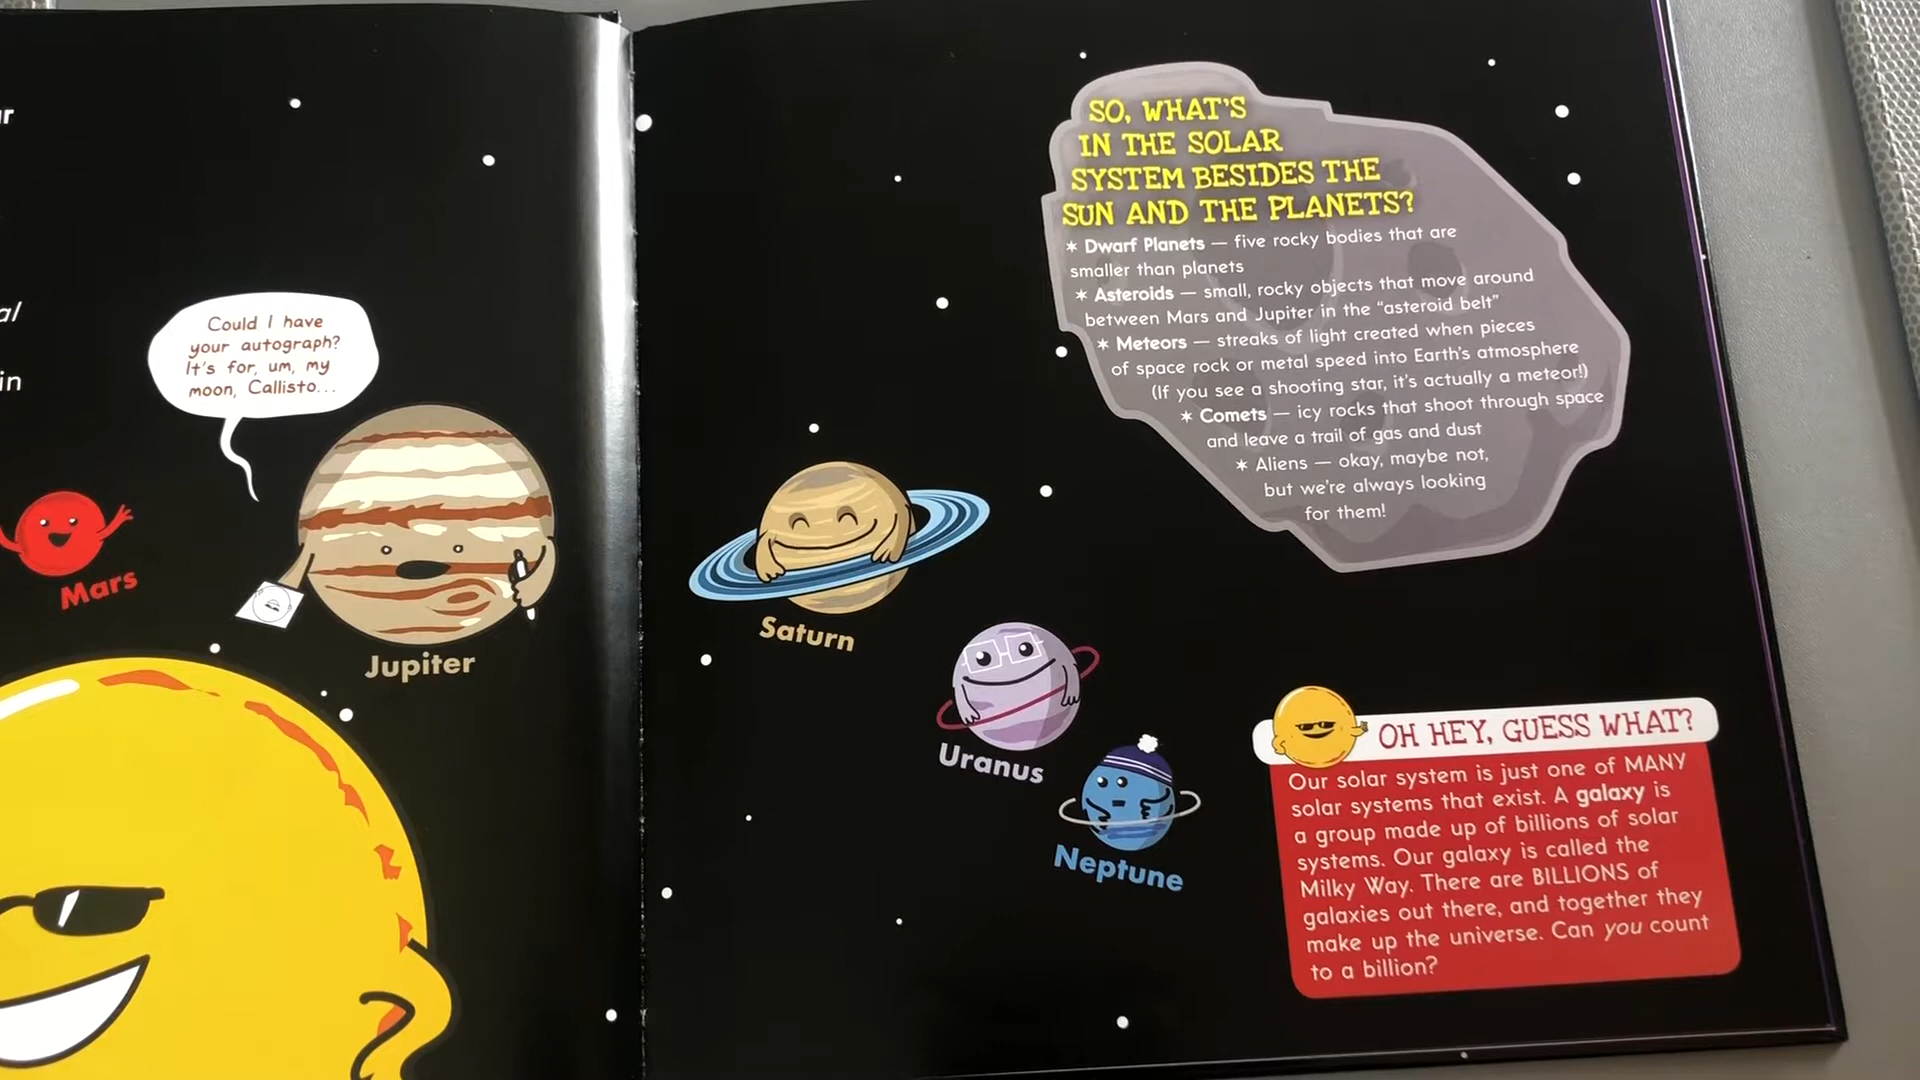 al
in
Could I have
your autograph?
It's for, um, my
moon, Callisto...
Mars
Jupiter
Saturn
Uranus
Neptune
SO, WHAT'S
IN THE SOLAR
SYSTEM BESIDES THE
SUN AND THE PLANETS?
✶ Dwarf Planets — five rocky bodies that are
smaller than planets
✶ Asteroids — small, rocky objects that move around
between Mars and Jupiter in the “asteroid belt”
✶ Meteors — streaks of light created when pieces
of space rock or metal speed into Earth's atmosphere
(If you see a shooting star, it's actually a meteor!)
✶ Comets — icy rocks that shoot through space
and leave a trail of gas and dust
✶ Aliens — okay, maybe not,
but we're always looking
for them!
OH HEY, GUESS WHAT?
Our solar system is just one of MANY
solar systems that exist. A galaxy is
a group made up of billions of solar
systems. Our galaxy is called the
Milky Way. There are BILLIONS of
galaxies out there, and together they
make up the universe. Can you count
to a billion?